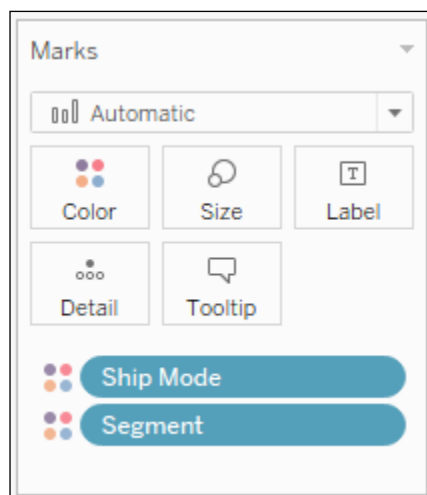 Marks
Automatic
Color Size Label
Detail Tooltip
Ship Mode
Segment